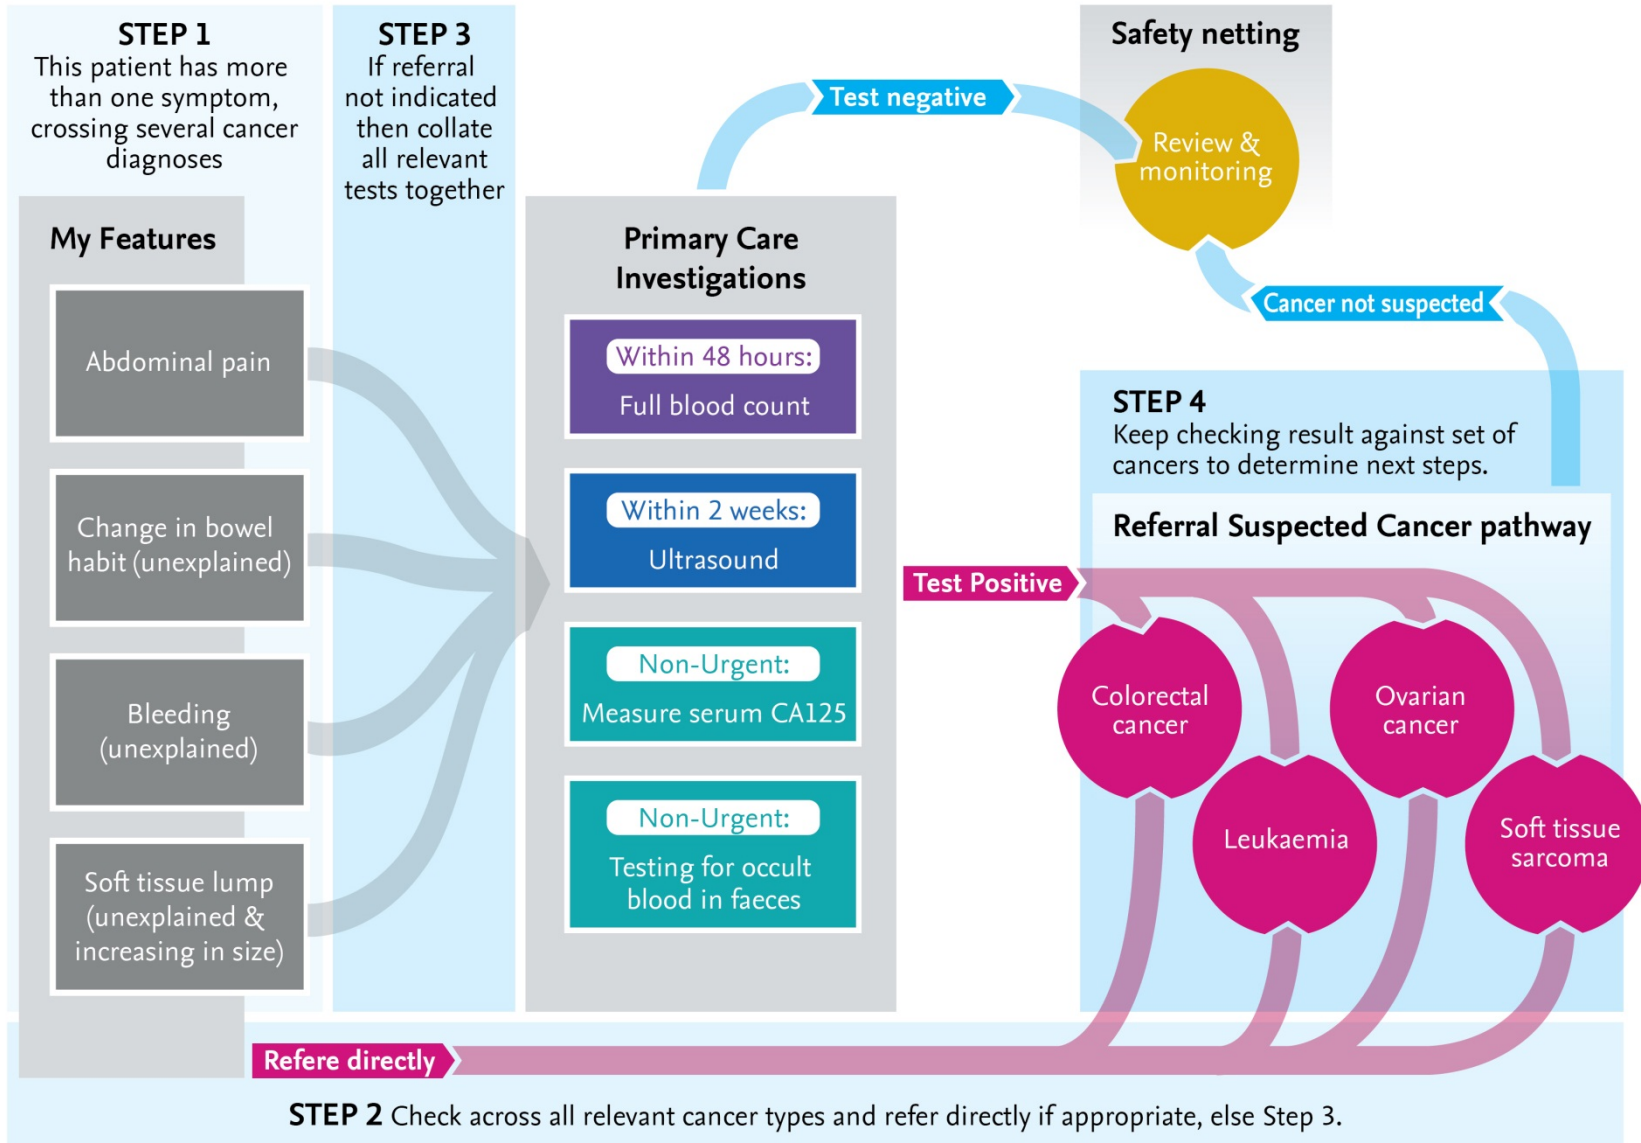 STEP 1
This patient has more
than one symptom,
crossing several cancer
diagnoses
My Features
Abdominal pain
Change in bowel
habit (unexplained)
Bleeding
(unexplained)
Soft tissue lump
(unexplained &
increasing in size)
STEP 3
If referral
not indicated
then collate
all relevant
tests together
Primary Care
Investigations
Within 48 hours:
Full blood count
Within 2 weeks:
Ultrasound
Non-Urgent:
Measure serum CA125
Non-Urgent:
Testing for occult
blood in faeces
Test negative
Safety netting
Review &
monitoring
Cancer not suspected
STEP 4
Keep checking result against set of
cancers to determine next steps.
Referral Suspected Cancer pathway
Test Positive
Colorectal
cancer
Leukaemia
Ovarian
cancer
Soft tissue
sarcoma
Refere directly
STEP 2 Check across all relevant cancer types and refer directly if appropriate, else Step 3.